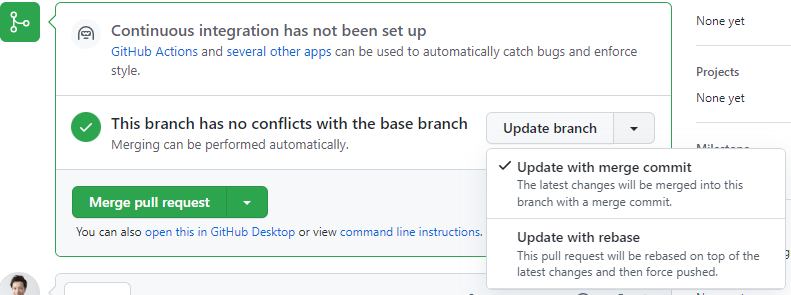 Continuous integration has not been set up
GitHub Actions and several other apps can be used to automatically catch bugs and enforce
style.
This branch has no conflicts with the base branch
Merging can be performed automatically.
Update branch
Update with merge commit
The latest changes will be merged into this
branch with a merge commit.
Update with rebase
This pull request will be rebased on top of the
latest changes and then force pushed.
Merge pull request
You can also open this in GitHub Desktop or view command line instructions.
None yet
Projects
None yet